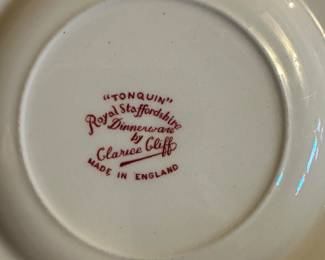 "TONQUIN"
Royal Staffordshire
Dinnerware
by
Clarice Cliff
MADE IN ENGLAND